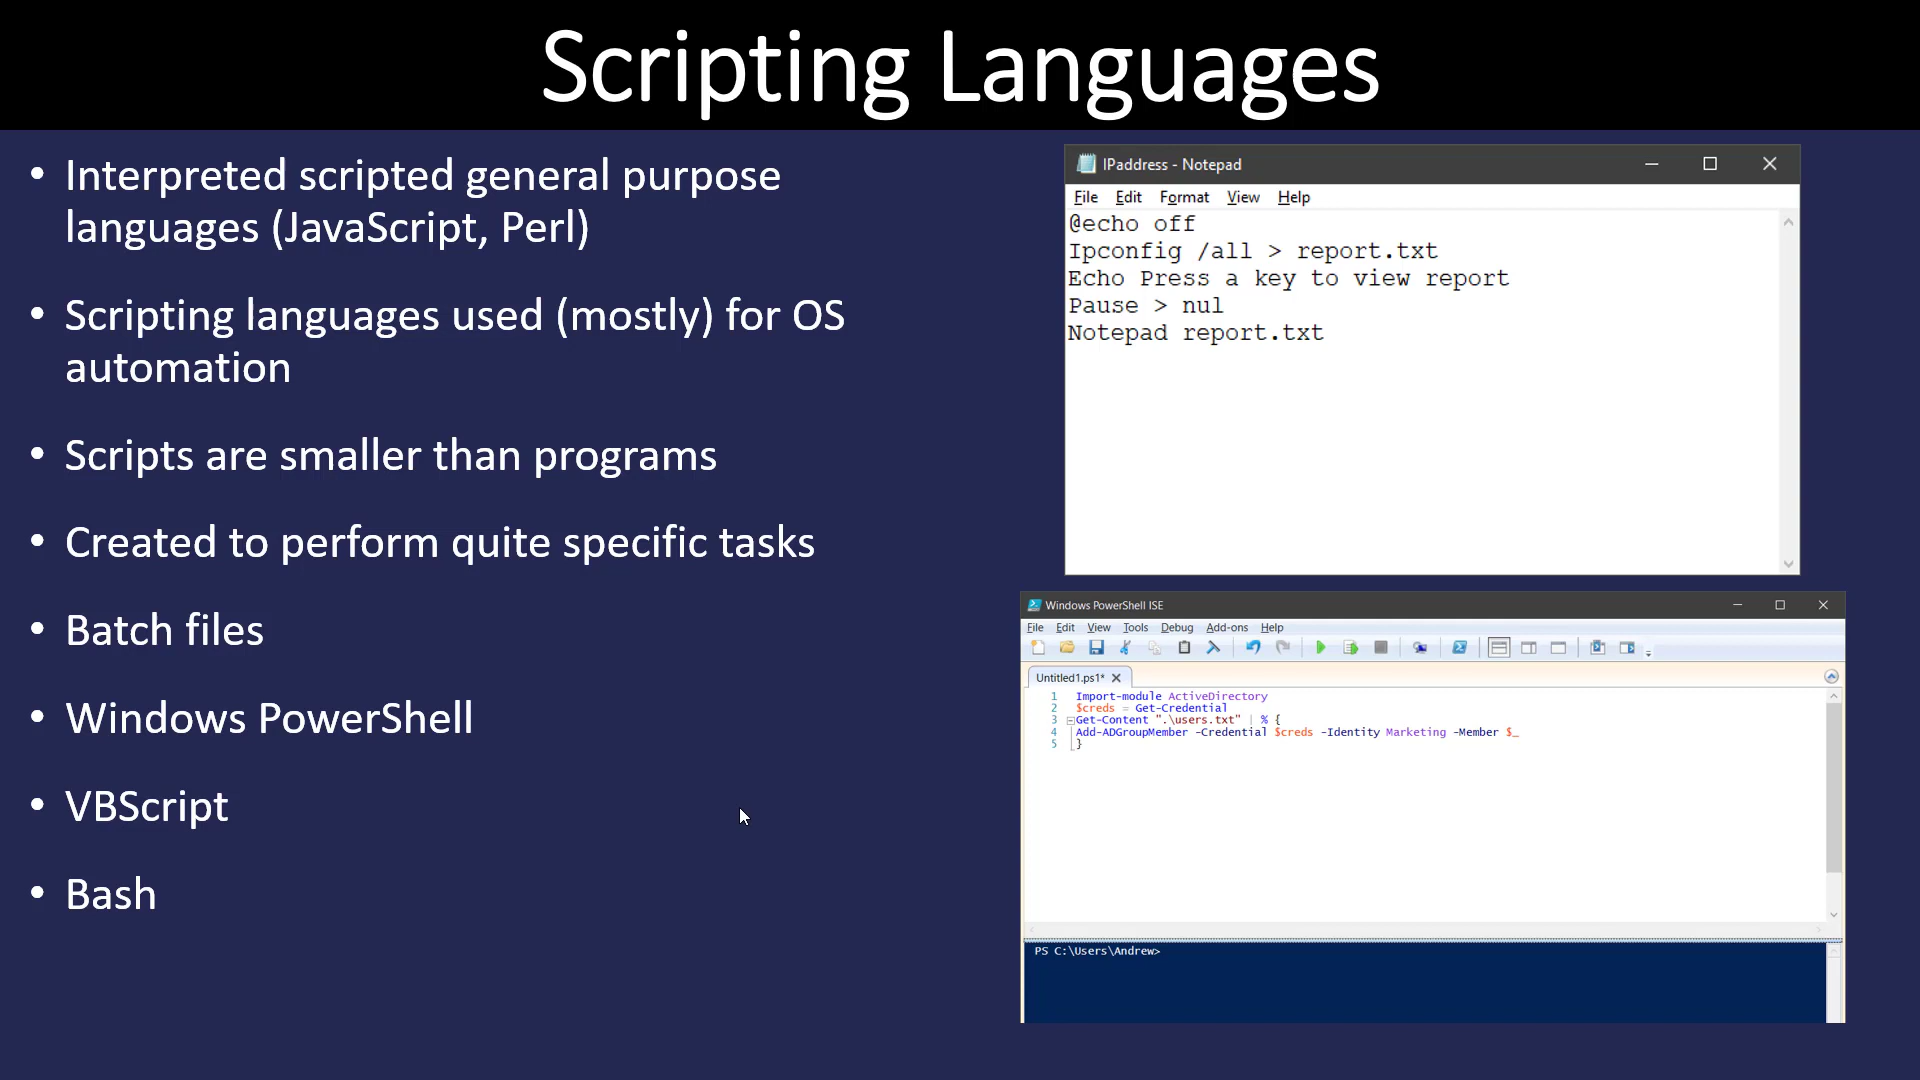 Scripting Languages
• Interpreted scripted general purpose
languages (JavaScript, Perl)
• Scripting languages used (mostly) for OS
automation
• Scripts are smaller than programs
• Created to perform quite specific tasks
• Batch files
• Windows PowerShell
• VBScript
• Bash
IPaddress - Notepad
File Edit Format View Help
@echo off
Ipconfig /all > report.txt
Echo Press a key to view report
Pause > nul
Notepad report.txt
Windows PowerShell ISE
File Edit View Tools Debug Add-ons Help
Untitled1.ps1*
1 Import-module ActiveDirectory
2 $creds = Get-Credential
3 Get-Content ".\users.txt" | % {
4 Add-ADGroupMember -Credential $creds -Identity Marketing -Member $_
5 }
PS C:\Users\Andrew>